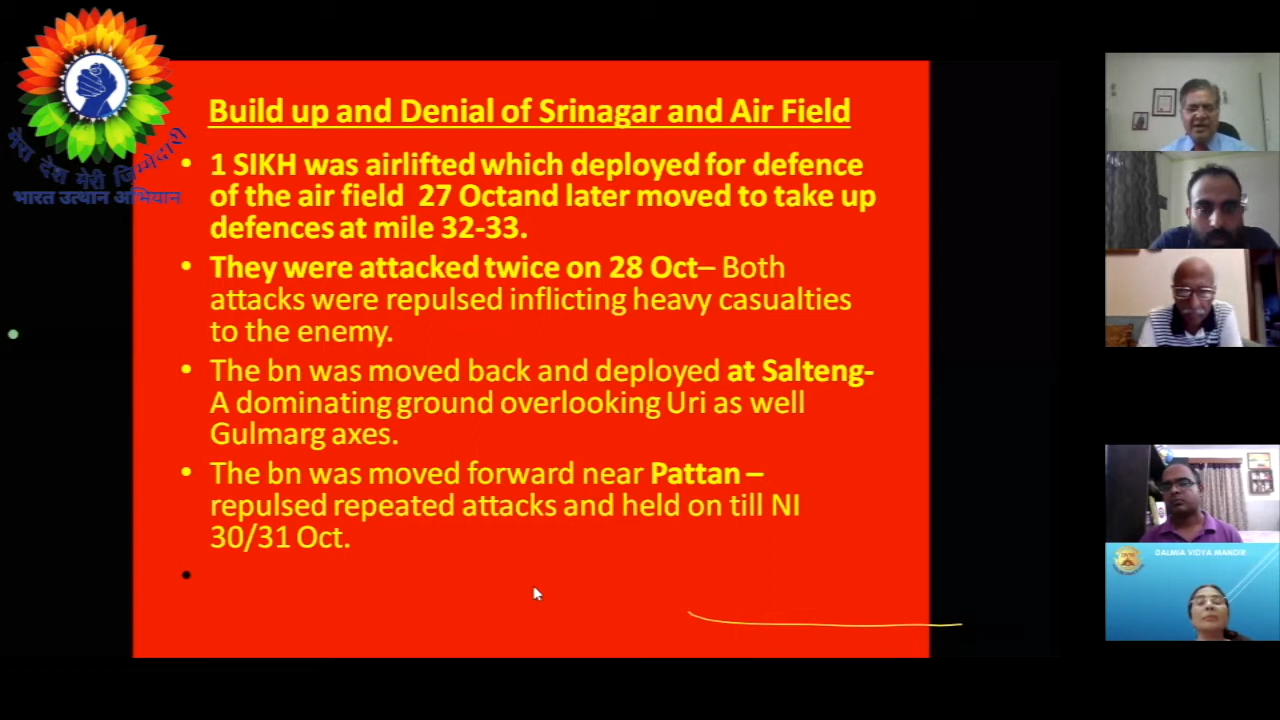 Build up and Denial of Srinagar and Air Field
• 1 SIKH was airlifted which deployed for defence
of the air field 27 Octand later moved to take up
defences at mile 32-33.
• They were attacked twice on 28 Oct– Both
attacks were repulsed inflicting heavy casualties
to the enemy.
• The bn was moved back and deployed at Salteng-
A dominating ground overlooking Uri as well
Gulmarg axes.
• The bn was moved forward near Pattan –
repulsed repeated attacks and held on till NI
30/31 Oct.
•
मेरा देश मेरी जिम्मेदारी
भारत उत्थान अभियान
DALMIA VIDYA MANDIR